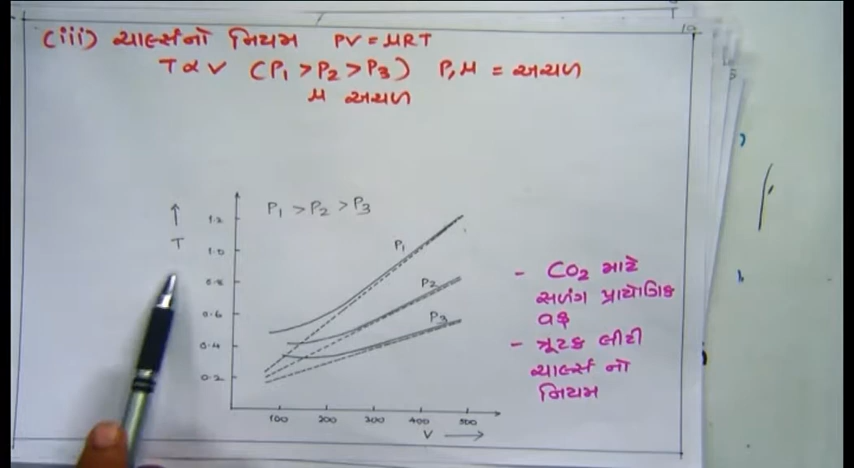 (iii) ચાર્લ્સનો નિયમ PV = μRT
T α V (P₁ > P₂ > P₃) P, μ = અચળ
μ અચળ
P₁ > P₂ > P₃
↑
T
1.2
1.0
0.8
0.6
0.4
0.2
P₁
P₂
P₃
100 200 300 400 500
V →
- CO₂ માટે
સળંગ પ્રાયોગિક
વક્ર
- ત્રૂટક લીટી
ચાર્લ્સ નો
નિયમ